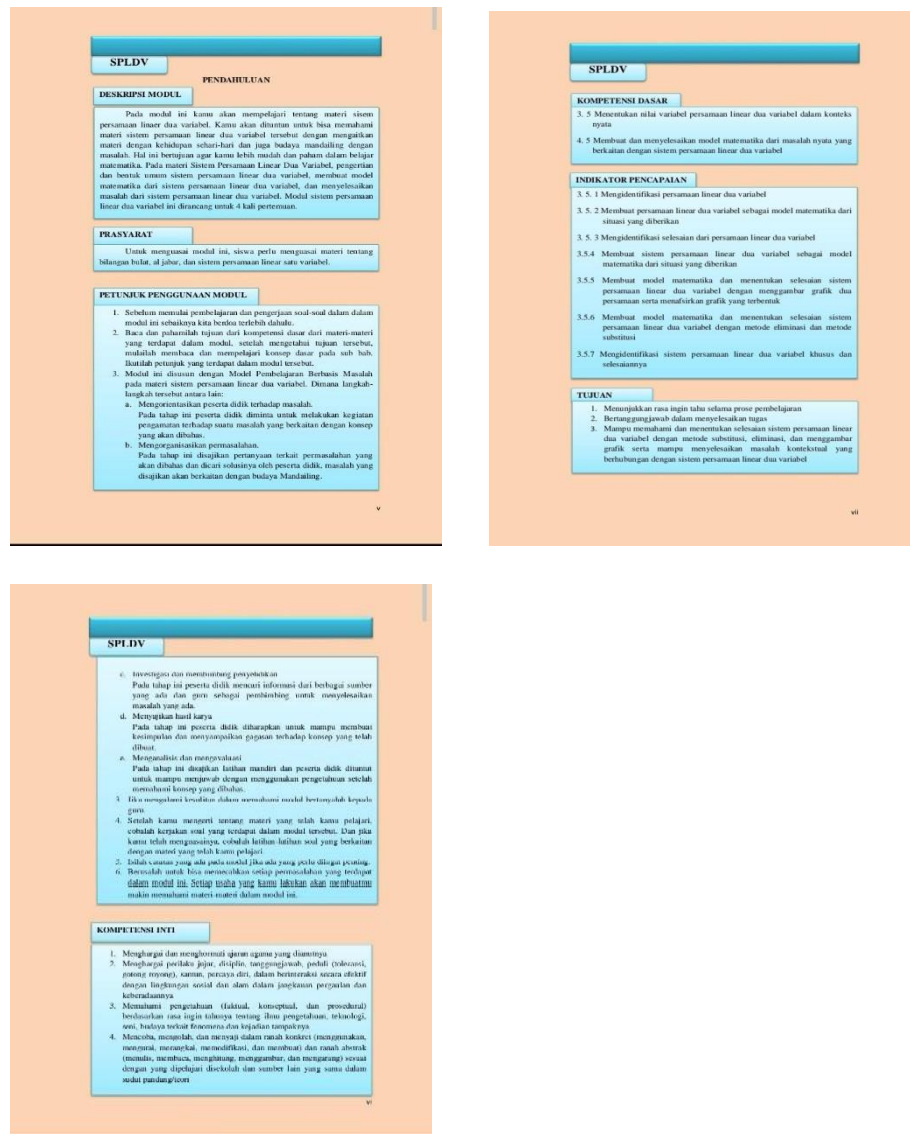 SPLDV
PENDAHULUAN
DESKRIPSI MODUL
Pada modul ini kamu akan mempelajari tentang materi sisem
persamaan linaer dua variabel. Kamu akan dituntun untuk bisa memahami
materi sistem persamaan linear dua variabel tersebut dengan mengaitkan
materi dengan kehidupan sehari-hari dan juga budaya mandailing dengan
masalah. Hal ini bertujuan agar kamu lebih mudah dan paham dalam belajar
matematika. Pada materi Sistem Persamaan Linear Dua Variabel, pengertian
dan bentuk umum sistem persamaan linear dua variabel, membuat model
matematika dari sistem persamaan linear dua variabel, dan menyelesaikan
masalah dari sistem persamaan linear dua variabel. Modul sistem persamaan
linear dua variabel ini dirancang untuk 4 kali pertemuan.
PRASYARAT
Untuk menguasai modul ini, siswa perlu menguasai materi tentang
bilangan bulat, al jabar, dan sistem persamaan linear satu variabel.
PETUNJUK PENGGUNAAN MODUL
1. Sebelum memulai pembelajaran dan pengerjaan soal-soal dalam dalam
modul ini sebaiknya kita berdoa terlebih dahulu.
2. Baca dan pahamilah tujuan dari kompetensi dasar dari materi-materi
yang terdapat dalam modul, setelah mengetahui tujuan tersebut,
mulailah membaca dan mempelajari konsep dasar pada sub bab.
Ikutilah petunjuk yang terdapat dalam modul tersebut.
3. Modul ini disusun dengan Model Pembelajaran Berbasis Masalah
pada materi sistem persamaan linear dua variabel. Dimana langkah-
langkah tersebut antara lain:
a. Mengorientasikan peserta didik terhadap masalah.
Pada tahap ini peserta didik diminta untuk melakukan kegiatan
pengamatan terhadap suatu masalah yang berkaitan dengan konsep
yang akan dibahas.
b. Mengorganisasikan permasalahan.
Pada tahap ini disajikan pertanyaan terkait permasalahan yang
akan dibahas dan dicari solusinya oleh peserta didik, masalah yang
disajikan akan berkaitan dengan budaya Mandailing.
v
SPLDV
KOMPETENSI DASAR
3. 5 Menentukan nilai variabel persamaan linear dua variabel dalam konteks
nyata
4. 5 Membuat dan menyelesaikan model matematika dari masalah nyata yang
berkaitan dengan sistem persamaan linear dua variabel
INDIKATOR PENCAPAIAN
3. 5. 1 Mengidentifikasi persamaan linear dua variabel
3. 5. 2 Membuat persamaan linear dua variabel sebagai model matematika dari
situasi yang diberikan
3. 5. 3 Mengidentifikasi selesaian dari persamaan linear dua variabel
3.5.4 Membuat sistem persamaan linear dua variabel sebagai model
matematika dari situasi yang diberikan
3.5.5 Membuat model matematika dan menentukan selesaian sistem
persamaan linear dua variabel dengan menggambar grafik dua
persamaan serta menafsirkan grafik yang terbentuk
3.5.6 Membuat model matematika dan menentukan selesaian sistem
persamaan linear dua variabel dengan metode eliminasi dan metode
substitusi
3.5.7 Mengidentifikasi sistem persamaan linear dua variabel khusus dan
selesaiannya
TUJUAN
1. Menunjukkan rasa ingin tahu selama prose pembelajaran
2. Bertanggungjawab dalam menyelesaikan tugas
3. Mampu memahami dan menentukan selesaian sistem persamaan linear
dua variabel dengan metode substitusi, eliminasi, dan menggambar
grafik serta mampu menyelesaikan masalah kontekstual yang
berhubungan dengan sistem persamaan linear dua variabel
vii
SPLDV
c. Investigasi dan membimbing penyelidikan
Pada tahap ini peserta didik mencari informasi dari berbagai sumber
yang ada dan guru sebagai pembimbing untuk menyelesaikan
masalah yang ada.
d. Menyajikan hasil karya
Pada tahap ini peserta didik diharapkan untuk mampu membuat
kesimpulan dan menyampaikan gagasan terhadap konsep yang telah
dibuat.
e. Menganalisis dan mengavaluasi
Pada tahap ini disajikan latihan mandiri dan peserta didik dituntut
untuk mampu menjawab dengan menggunakan pengetahuan setelah
memahami konsep yang dibahas.
3. Jika mengalami kesulitan dalam memahami modul bertanyalah kepada
guru.
4. Setelah kamu mengerti tentang materi yang telah kamu pelajari,
cobalah kerjakan soal yang terdapat dalam modul tersebut. Dan jika
kamu telah menguasainya, cobalah latihan-latihan soal yang berkaitan
dengan materi yang telah kamu pelajari.
5. Isilah catatan yang ada pada modul jika ada yang perlu diingat penting.
6. Berusalah untuk bisa memecahkan setiap permasalahan yang terdapat
dalam modul ini. Setiap usaha yang kamu lakukan akan membuatmu
makin memahami materi-materi dalam modul ini.
KOMPETENSI INTI
1. Menghargai dan menghormati ajaran agama yang dianutnya
2. Menghargai perilaku jujur, disiplin, tanggungjawab, peduli (toleransi,
gotong royong), santun, percaya diri, dalam berinteraksi secara efektif
dengan lingkungan sosial dan alam dalam jangkauan pergaulan dan
keberadaannya
3. Memahami pengetahuan (faktual, konseptual, dan prosedural)
berdasarkan rasa ingin tahunya tentang ilmu pengetahuan, teknologi,
seni, budaya terkait fenomena dan kejadian tampaknya
4. Mencoba, mengolah, dan menyaji dalam ranah konkret (menggunakan,
mengurai, merangkai, memodifikasi, dan membuat) dan ranah abstrak
(menulis, membaca, menghitung, menggambar, dan mengarang) sesuai
dengan yang dipelajari disekolah dan sumber lain yang sama dalam
sudut pandang/teori
vi